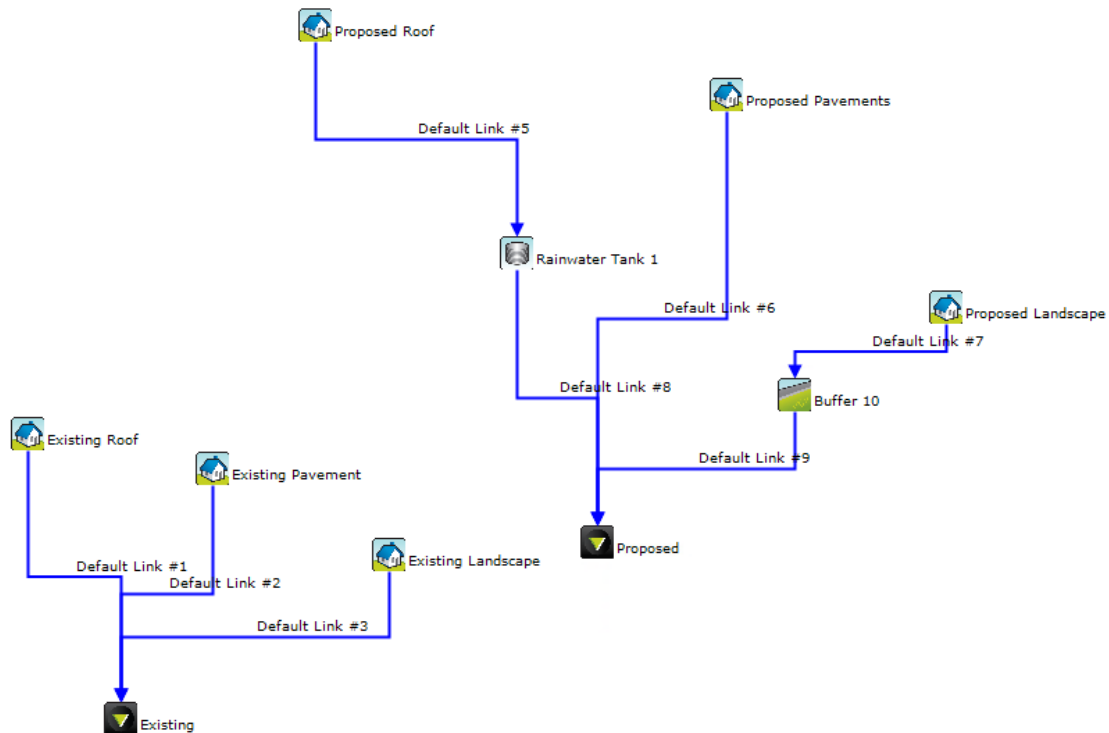 Proposed Roof
Proposed Pavements
Default Link #5
Rainwater Tank 1
Default Link #6
Proposed Landscape
Default Link #7
Default Link #8
Buffer 10
Existing Roof
Default Link #9
Existing Pavement
Proposed
Existing Landscape
Default Link #1
Default Link #2
Default Link #3
Existing